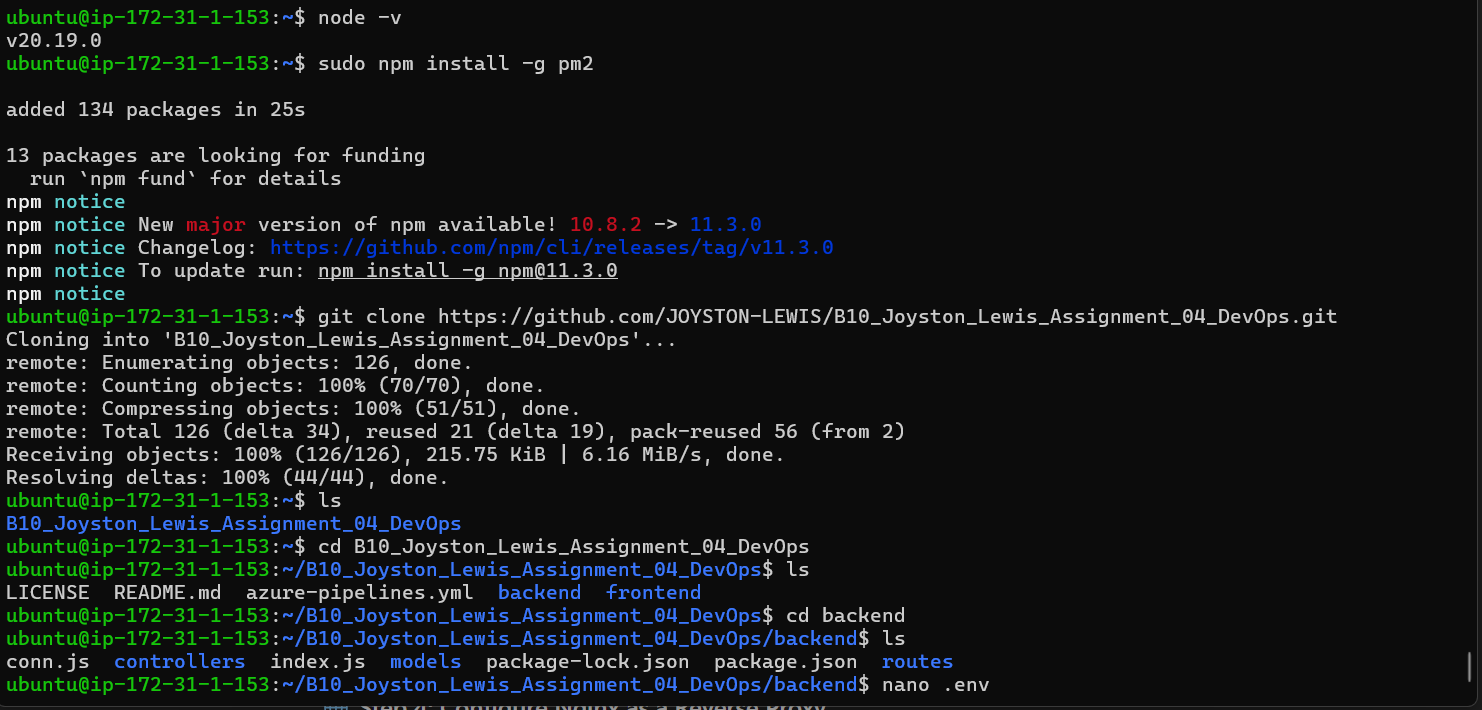 ubuntu@ip-172-31-1-153:~$ node -v
v20.19.0
ubuntu@ip-172-31-1-153:~$ sudo npm install -g pm2
added 134 packages in 25s
13 packages are looking for funding
  run `npm fund` for details
npm notice
npm notice New major version of npm available! 10.8.2 -> 11.3.0
npm notice Changelog: https://github.com/npm/cli/releases/tag/v11.3.0
npm notice To update run: npm install -g npm@11.3.0
npm notice
ubuntu@ip-172-31-1-153:~$ git clone https://github.com/JOYSTON-LEWIS/B10_Joyston_Lewis_Assignment_04_DevOps.git
Cloning into 'B10_Joyston_Lewis_Assignment_04_DevOps'...
remote: Enumerating objects: 126, done.
remote: Counting objects: 100% (70/70), done.
remote: Compressing objects: 100% (51/51), done.
remote: Total 126 (delta 34), reused 21 (delta 19), pack-reused 56 (from 2)
Receiving objects: 100% (126/126), 215.75 KiB | 6.16 MiB/s, done.
Resolving deltas: 100% (44/44), done.
ubuntu@ip-172-31-1-153:~$ ls
B10_Joyston_Lewis_Assignment_04_DevOps
ubuntu@ip-172-31-1-153:~$ cd B10_Joyston_Lewis_Assignment_04_DevOps
ubuntu@ip-172-31-1-153:~/B10_Joyston_Lewis_Assignment_04_DevOps$ ls
LICENSE  README.md  azure-pipelines.yml  backend  frontend
ubuntu@ip-172-31-1-153:~/B10_Joyston_Lewis_Assignment_04_DevOps$ cd backend
ubuntu@ip-172-31-1-153:~/B10_Joyston_Lewis_Assignment_04_DevOps/backend$ ls
conn.js  controllers  index.js  models  package-lock.json  package.json  routes
ubuntu@ip-172-31-1-153:~/B10_Joyston_Lewis_Assignment_04_DevOps/backend$ nano .env
## Step 4: Configure Nginx as a Reverse Proxy